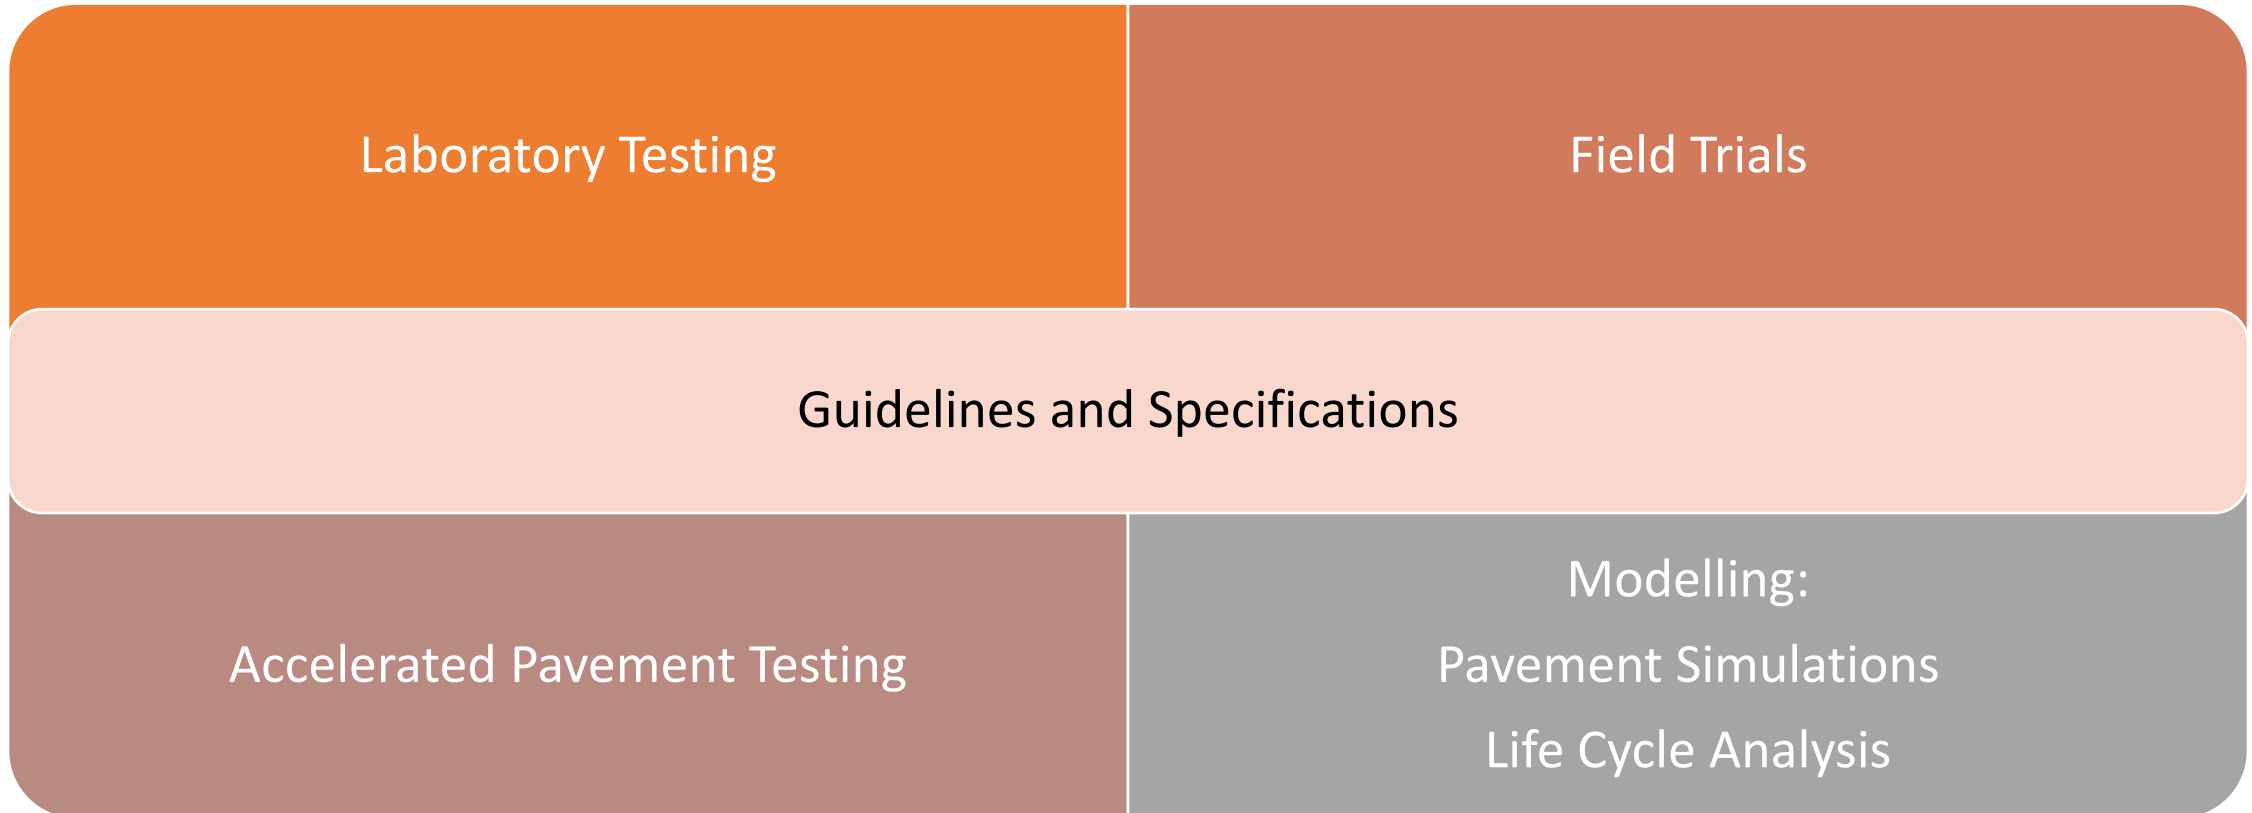 Laboratory Testing
Field Trials
Guidelines and Specifications
Accelerated Pavement Testing
Modelling:
Pavement Simulations
Life Cycle Analysis